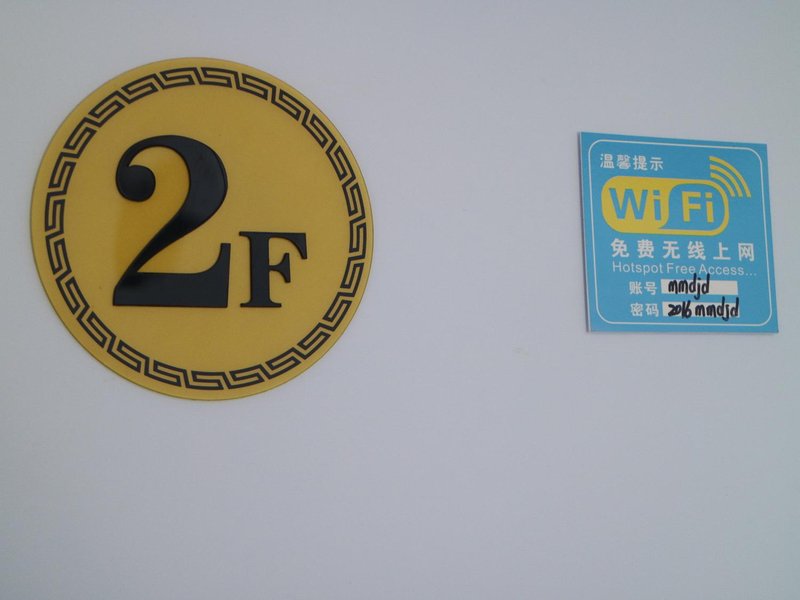 2F
温馨提示
WiFi
免费无线上网
Hotspot Free Access...
账号 mmdjd
密码 2016mmdjd